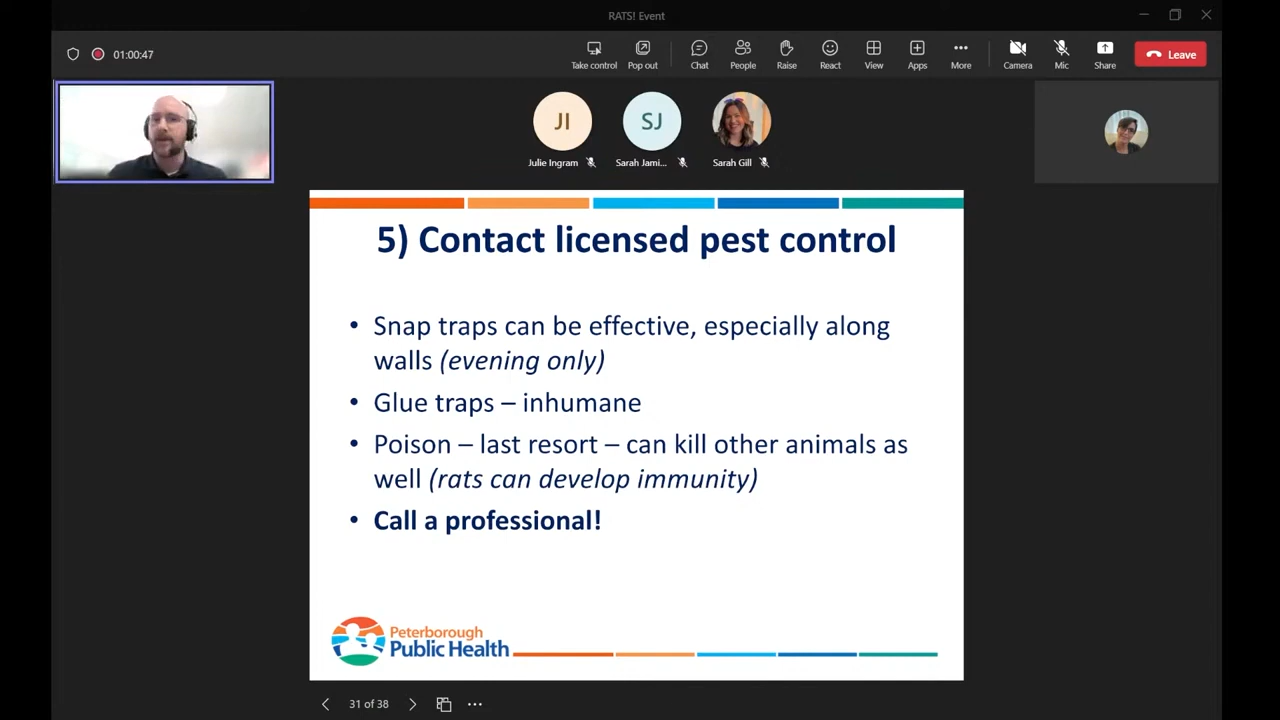 RATS! Event
01:00:47
Take control
Pop out
Chat
People
Raise
React
View
Apps
More
Camera
Mic
Share
Leave
JI
SJ
Julie Ingram
Sarah Jami...
Sarah Gill
5) Contact licensed pest control
• Snap traps can be effective, especially along
walls (evening only)
• Glue traps – inhumane
• Poison – last resort – can kill other animals as
well (rats can develop immunity)
• Call a professional!
Peterborough
Public Health
31 of 38